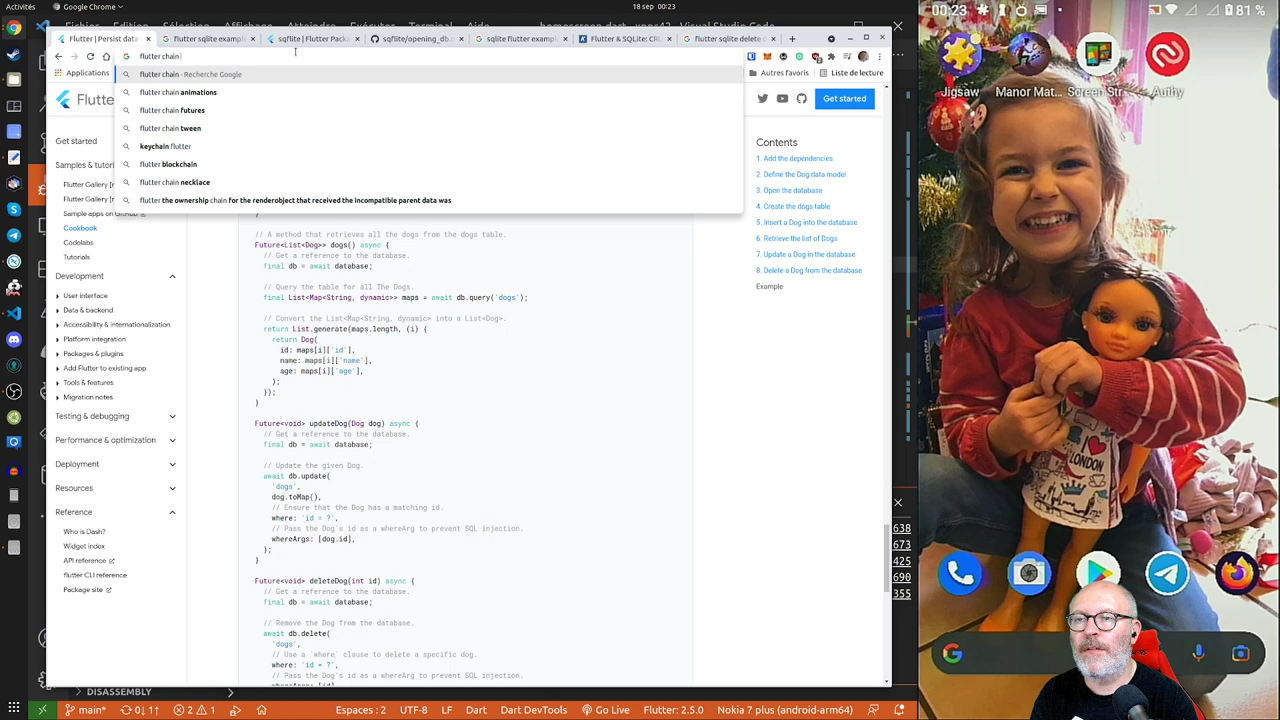 Google Chrome
18 sep 00:23
Flutter | Persist data
flutter sqlite example
sqflite | Flutter Packa
sqflite/opening_db.m
sqlite flutter example
Flutter & SQLite: CRU
flutter sqlite delete d
flutter chain
Applications
Autres favoris
Liste de lecture
flutter chain - Recherche Google
flutter chain animations
flutter chain futures
flutter chain tween
keychain flutter
flutter blockchain
flutter chain necklace
flutter the ownership chain for the renderobject that received the incompatible parent data was
Flutte
Get started
Get started
Samples & tutori
Flutter Gallery [r
Flutter Gallery [r
Sample apps on GitHub
Cookbook
Codelabs
Tutorials
Development
User interface
Data & backend
Accessibility & internationalization
Platform integration
Packages & plugins
Add Flutter to existing app
Tools & features
Migration notes
Testing & debugging
Performance & optimization
Deployment
Resources
Reference
Who is Dash?
Widget index
API reference
flutter CLI reference
Package site
}
// A method that retrieves all the dogs from the dogs table.
Future<List<Dog>> dogs() async {
// Get a reference to the database.
final db = await database;
// Query the table for all The Dogs.
final List<Map<String, dynamic>> maps = await db.query('dogs');
// Convert the List<Map<String, dynamic> into a List<Dog>.
return List.generate(maps.length, (i) {
return Dog(
id: maps[i]['id'],
name: maps[i]['name'],
age: maps[i]['age'],
);
});
}
Future<void> updateDog(Dog dog) async {
// Get a reference to the database.
final db = await database;
// Update the given Dog.
await db.update(
'dogs',
dog.toMap(),
// Ensure that the Dog has a matching id.
where: 'id = ?',
// Pass the Dog's id as a whereArg to prevent SQL injection.
whereArgs: [dog.id],
);
}
Future<void> deleteDog(int id) async {
// Get a reference to the database.
final db = await database;
// Remove the Dog from the database.
await db.delete(
'dogs',
// Use a `where` clause to delete a specific dog.
where: 'id = ?',
// Pass the Dog's id as a whereArg to prevent SQL injection.
Contents
1. Add the dependencies
2. Define the Dog data model
3. Open the database
4. Create the dogs table
5. Insert a Dog into the database
6. Retrieve the list of Dogs
7. Update a Dog in the database
8. Delete a Dog from the database
Example
638
673
425
690
355
DISASSEMBLY
main*
0↓ 1↑
2
1
Espaces : 2
UTF-8
LF
Dart
Dart DevTools
Go Live
Flutter: 2.5.0
Nokia 7 plus (android-arm64)
00:23
81 %
Jigsaw
Manor Mat...
Screen Str...
Authy
LONDON